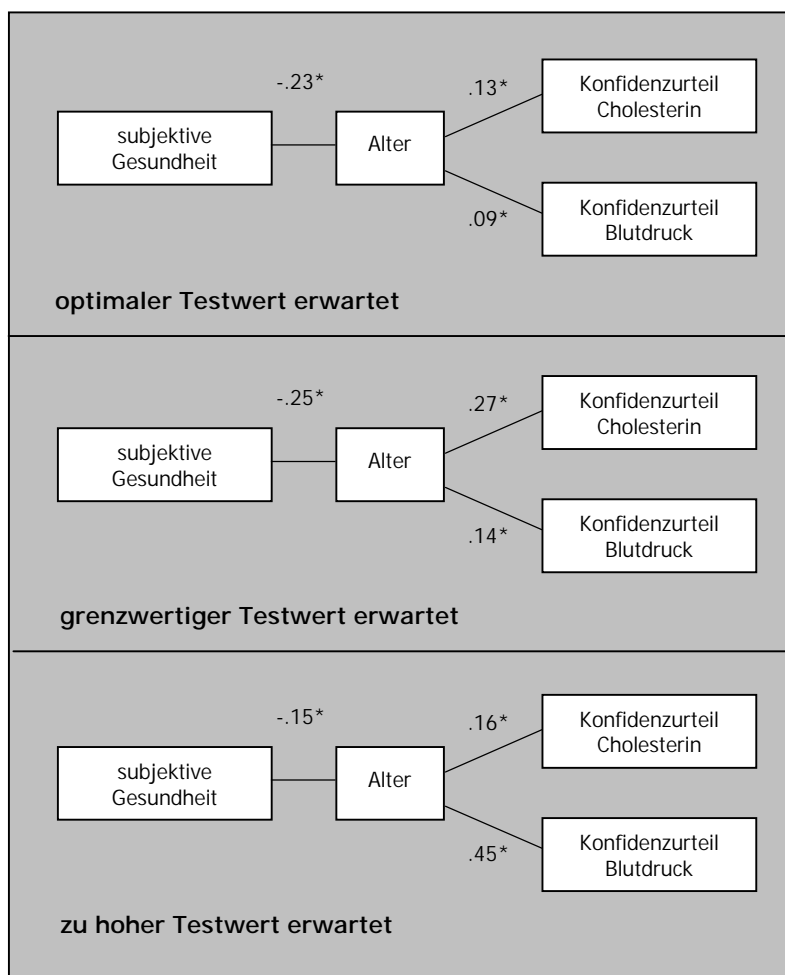 -.23*
.13*
Konfidenzurteil
Cholesterin
subjektive
Gesundheit
Alter
.09*
Konfidenzurteil
Blutdruck
optimaler Testwert erwartet
-.25*
.27*
Konfidenzurteil
Cholesterin
subjektive
Gesundheit
Alter
.14*
Konfidenzurteil
Blutdruck
grenzwertiger Testwert erwartet
-.15*
.16*
Konfidenzurteil
Cholesterin
subjektive
Gesundheit
Alter
.45*
Konfidenzurteil
Blutdruck
zu hoher Testwert erwartet